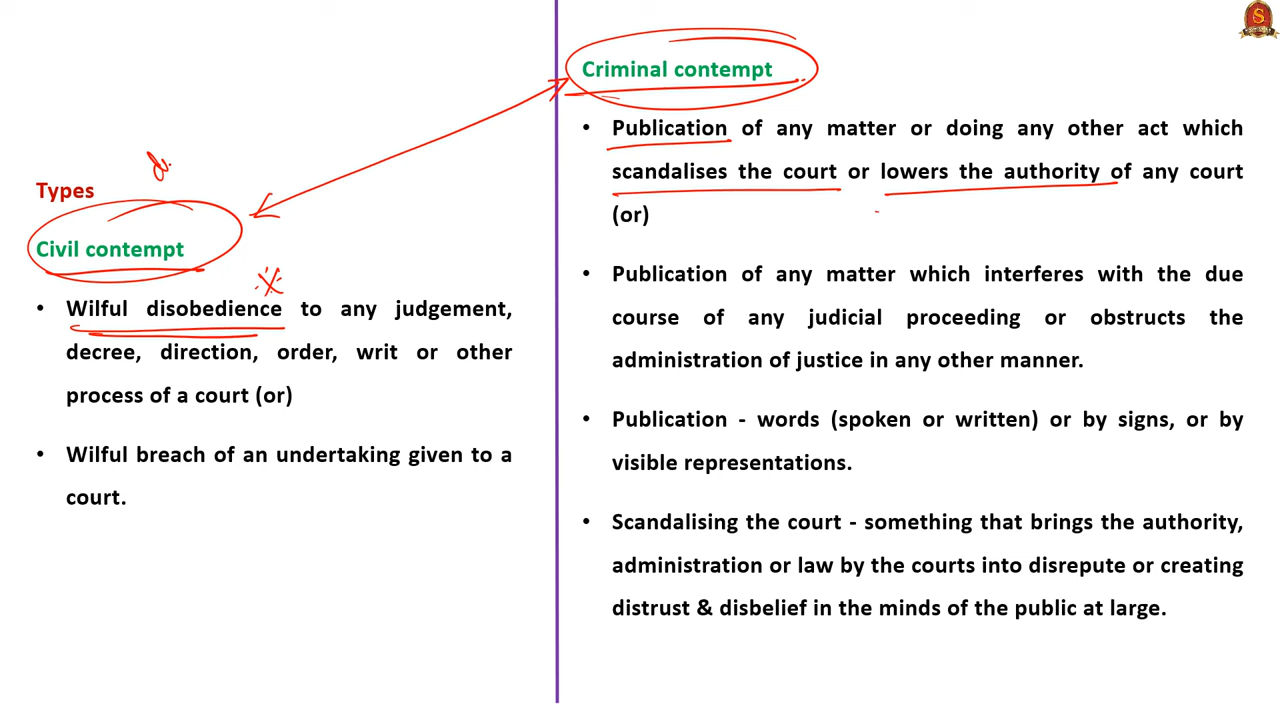 Types
Civil contempt
• Wilful disobedience to any judgement,
decree, direction, order, writ or other
process of a court (or)
• Wilful breach of an undertaking given to a
court.
Criminal contempt
• Publication of any matter or doing any other act which
scandalises the court or lowers the authority of any court
(or)
• Publication of any matter which interferes with the due
course of any judicial proceeding or obstructs the
administration of justice in any other manner.
• Publication - words (spoken or written) or by signs, or by
visible representations.
• Scandalising the court - something that brings the authority,
administration or law by the courts into disrepute or creating
distrust & disbelief in the minds of the public at large.